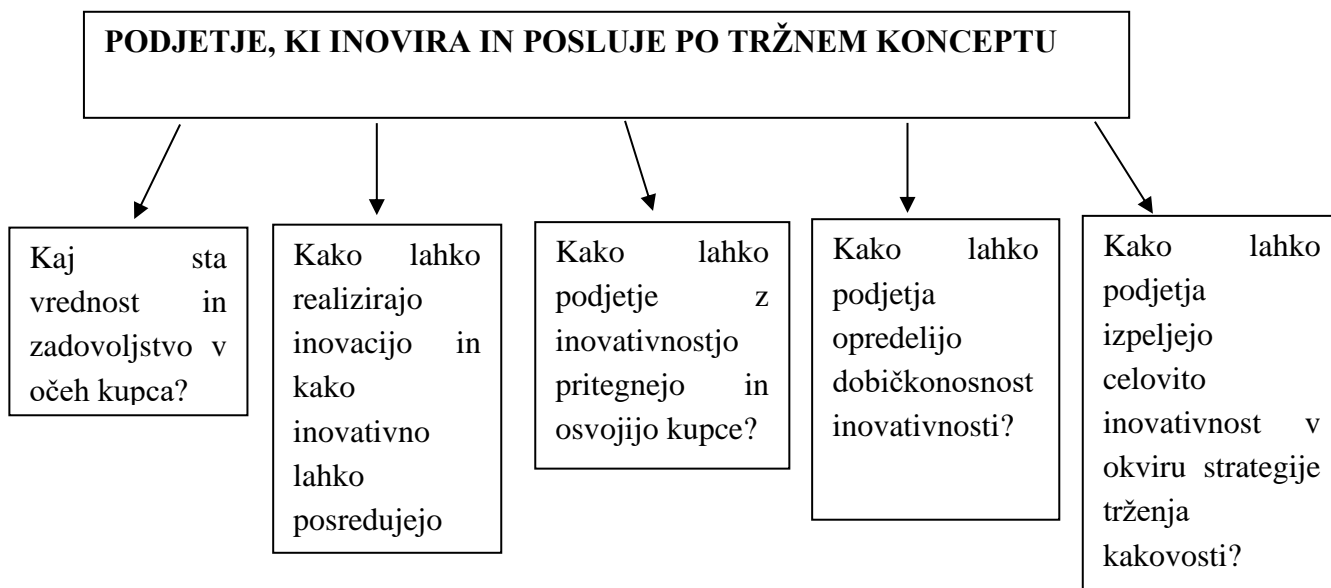 PODJETJE, KI INOVIRA IN POSLUJE PO TRŽNEM KONCEPTU
Kaj sta
vrednost in
zadovoljstvo v
očeh kupca?
Kako lahko
realizirajo
inovacijo in
kako
inovativno
lahko
posredujejo
Kako lahko
podjetje z
inovativnostjo
pritegnejo in
osvojijo kupce?
Kako lahko
podjetja
opredelijo
dobičkonosnost
inovativnosti?
Kako lahko
podjetja
izpeljejo
celovito
inovativnost v
okviru strategije
trženja
kakovosti?